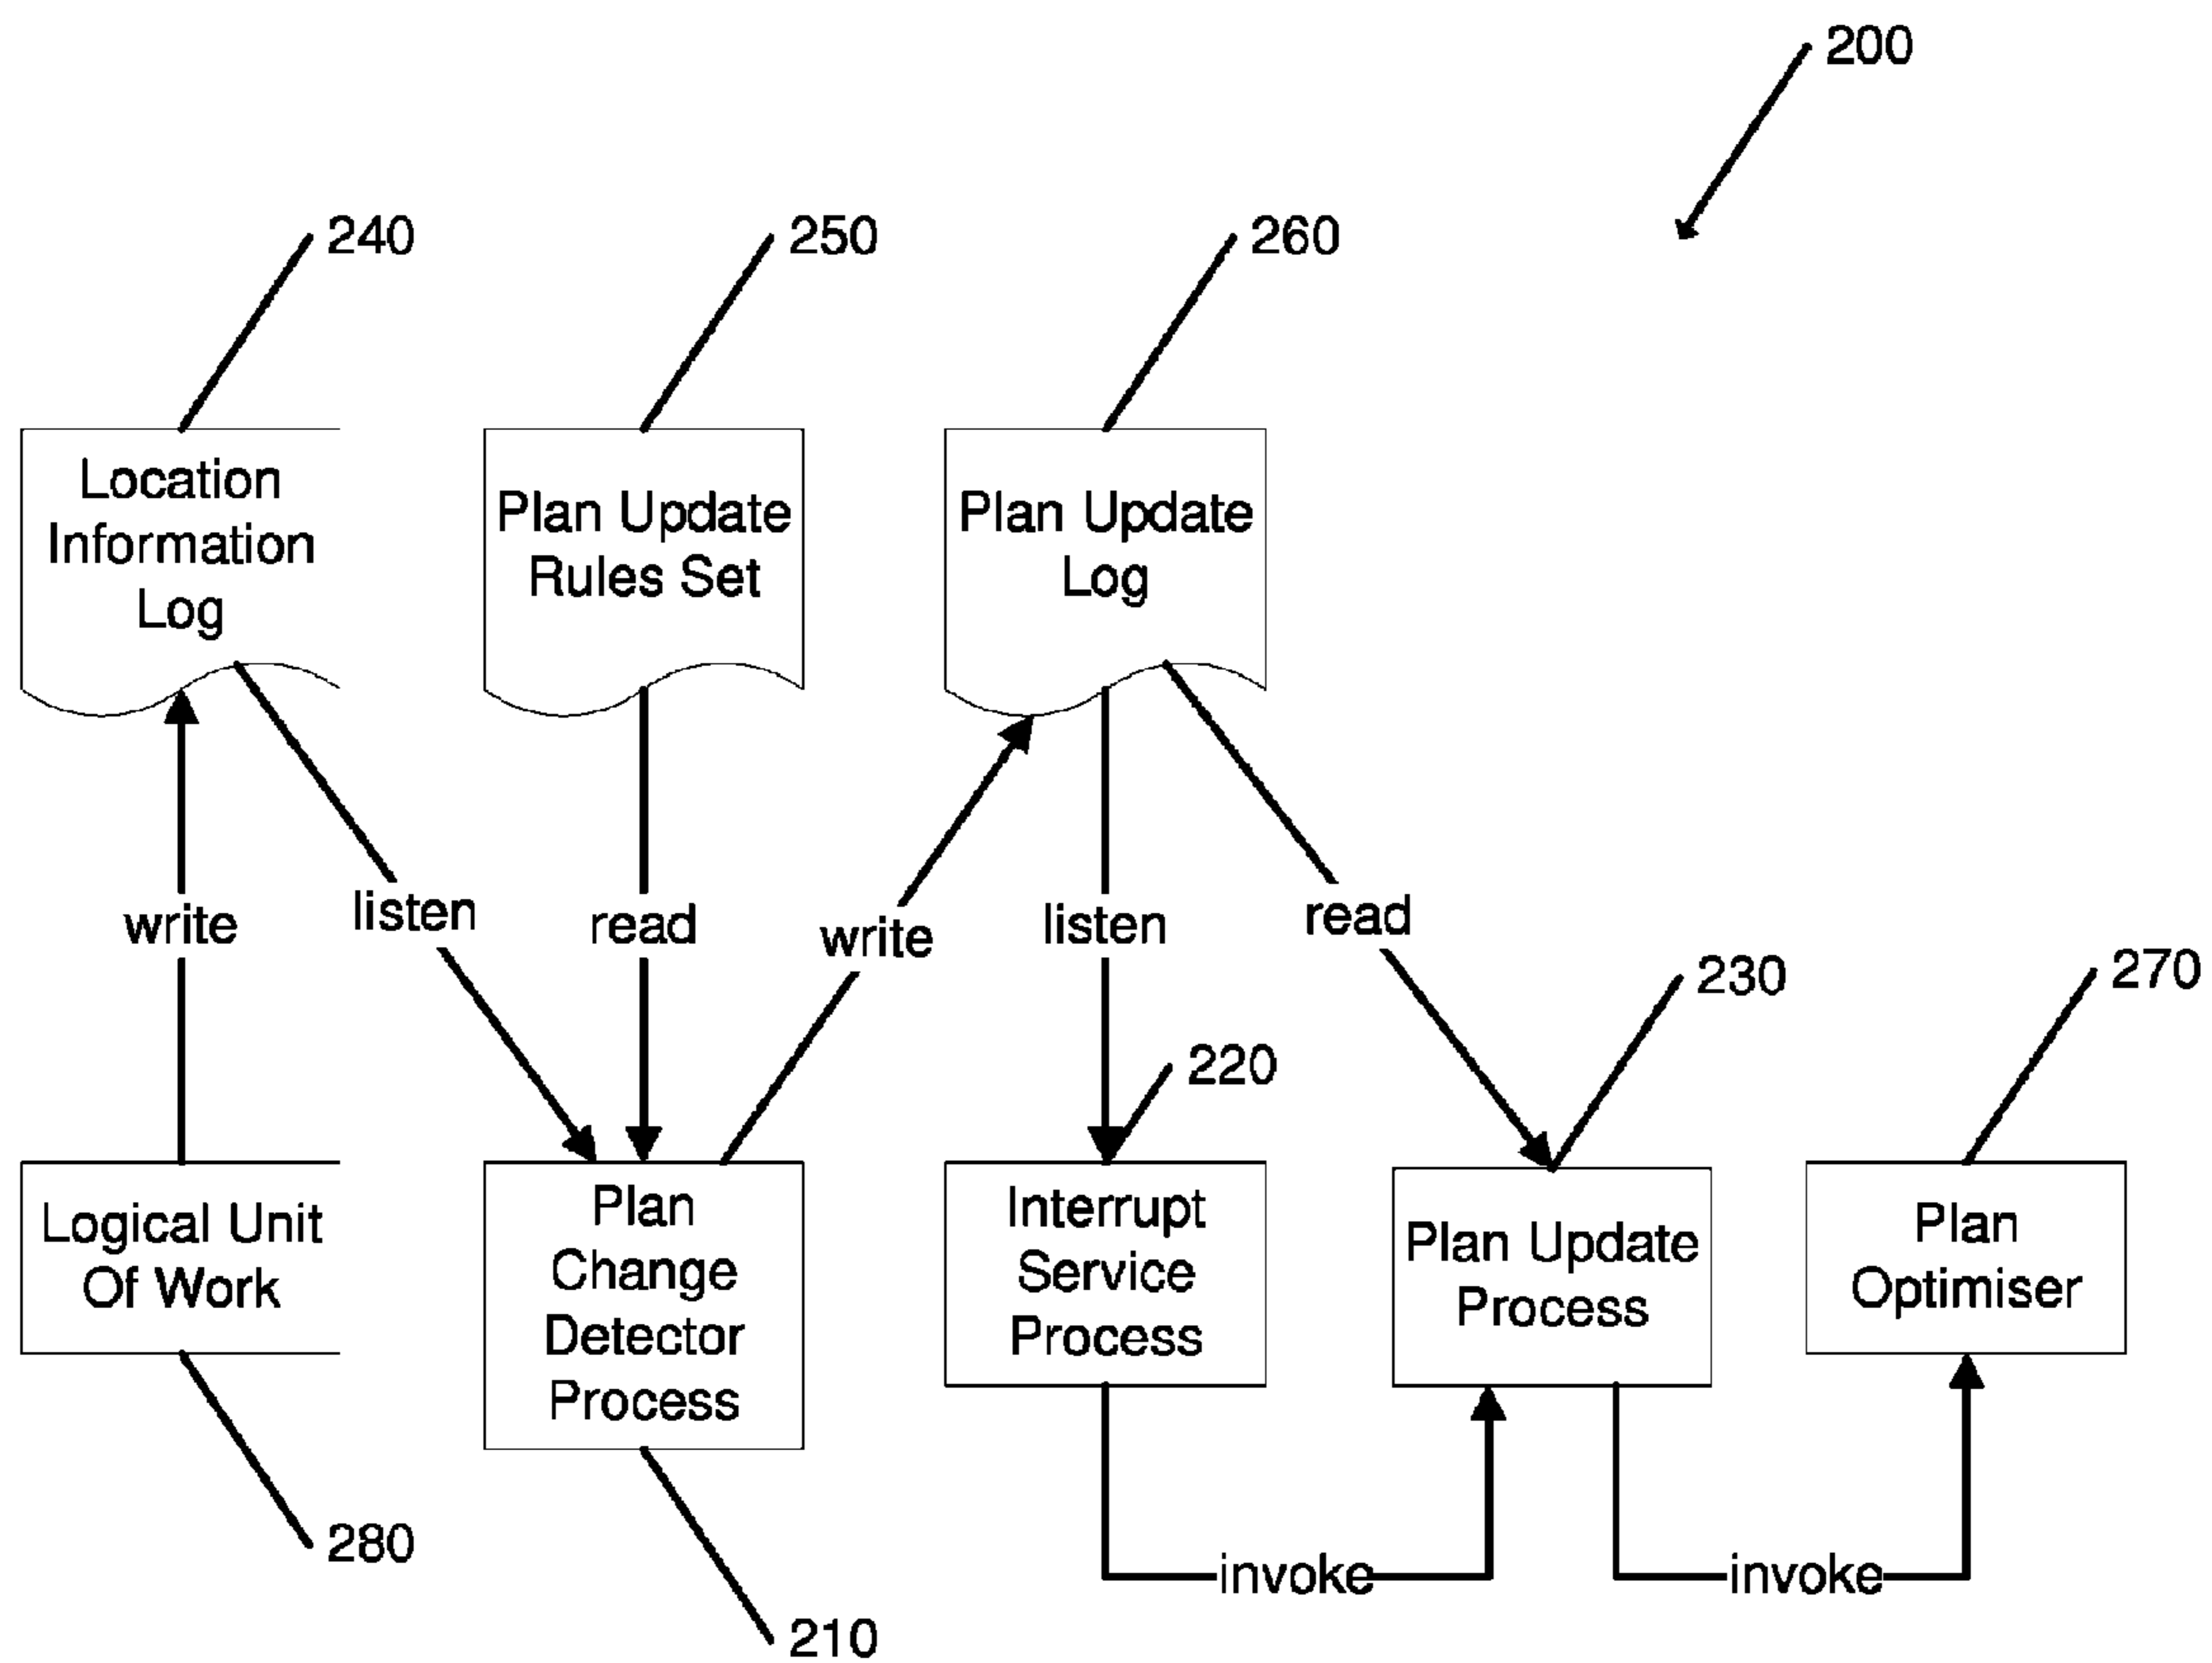 200
240
250
260
Location
Information
Log
Plan Update
Rules Set
Plan Update
Log
write
listen
read
write
listen
read
230
270
220
Logical Unit
Of Work
Plan
Change
Detector
Process
Interrupt
Service
Process
Plan Update
Process
Plan
Optimiser
280
invoke
invoke
210